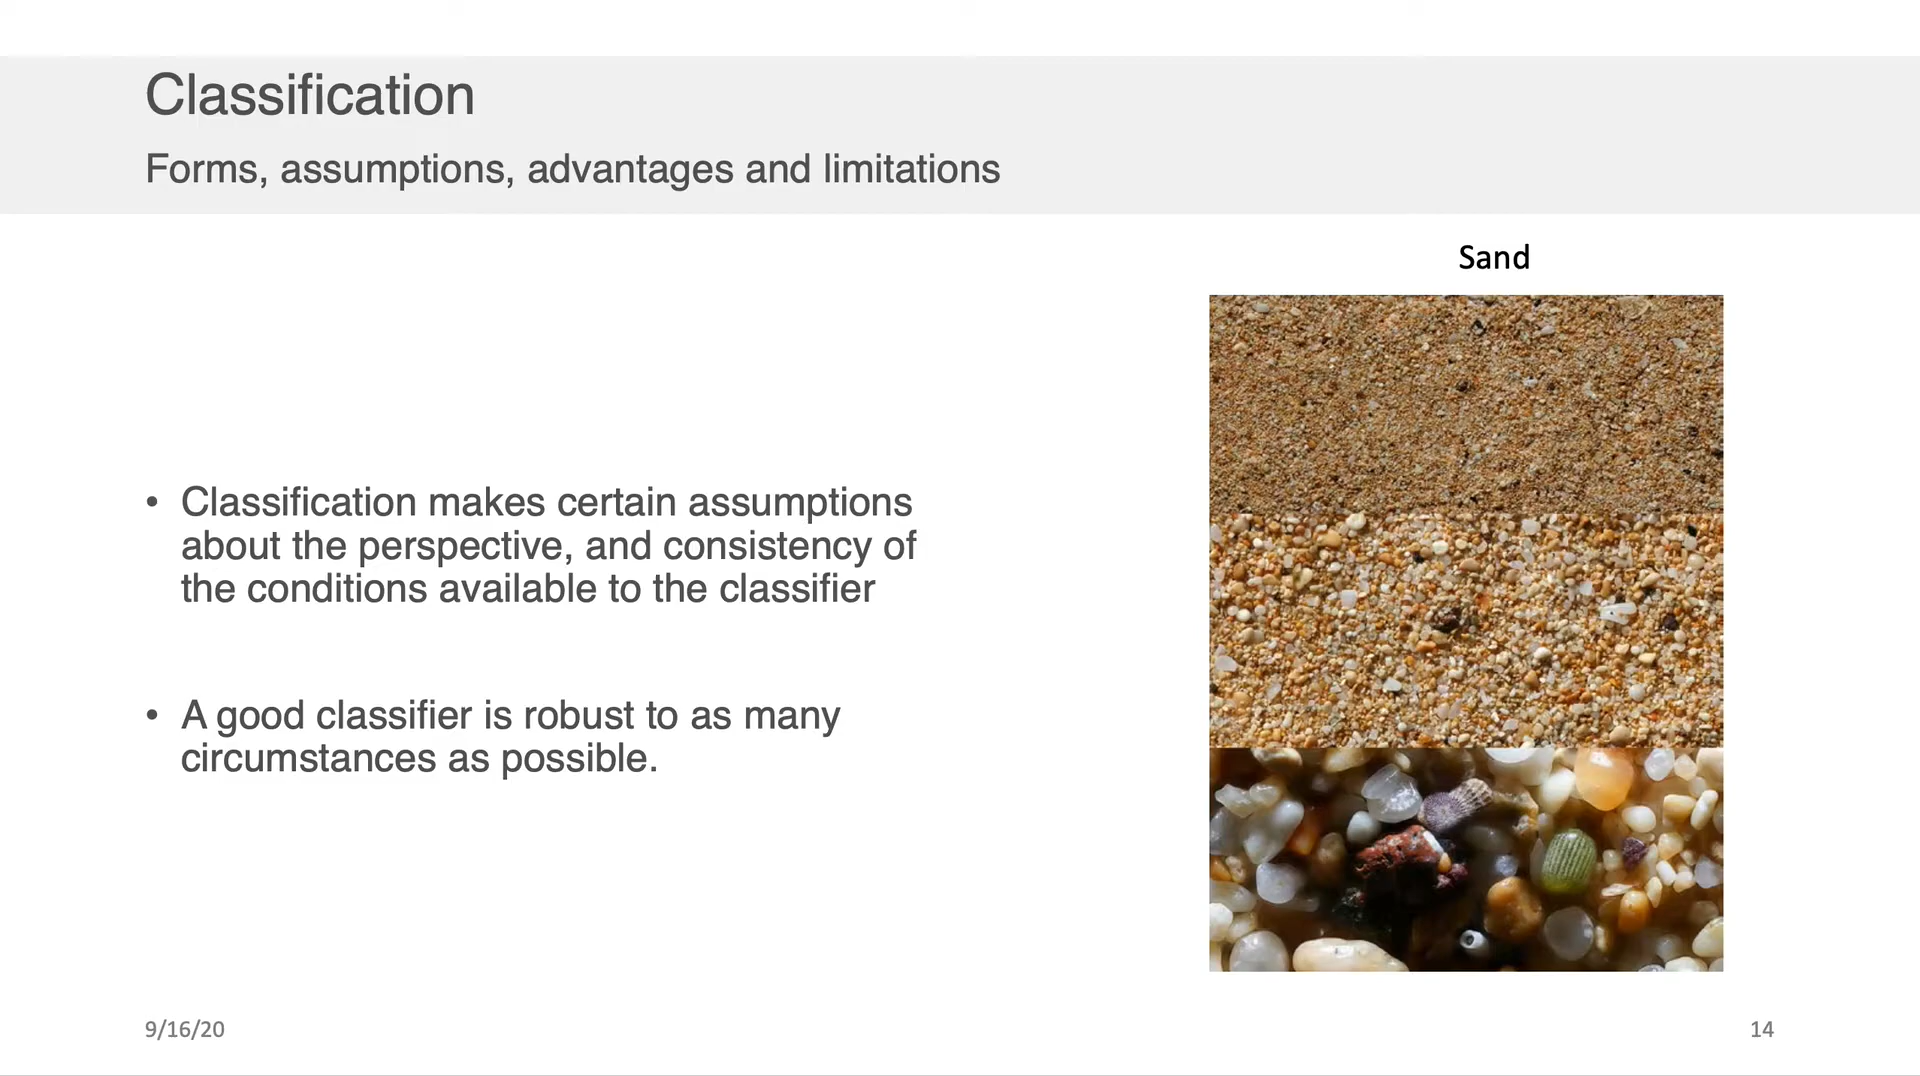 Classification
Forms, assumptions, advantages and limitations
Sand
• Classification makes certain assumptions
about the perspective, and consistency of
the conditions available to the classifier
• A good classifier is robust to as many
circumstances as possible.
9/16/20
14